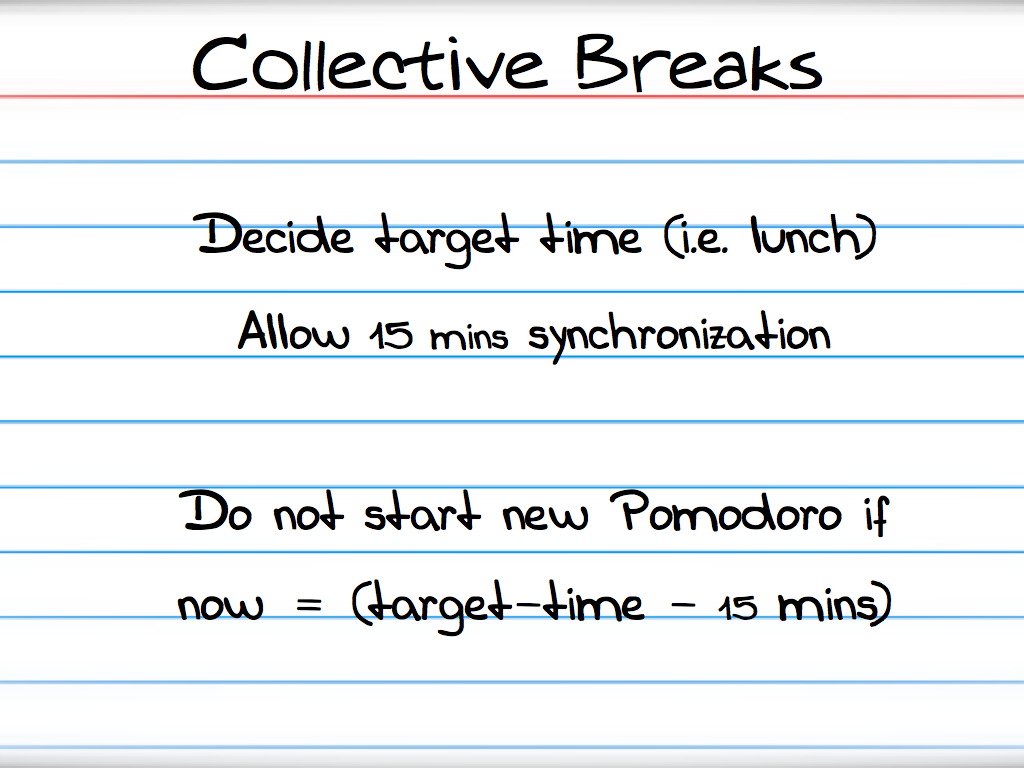 Collective Breaks
Decide target time (i.e. lunch)
Allow 15 mins synchronization
Do not start new Pomodoro if
now = (target-time - 15 mins)